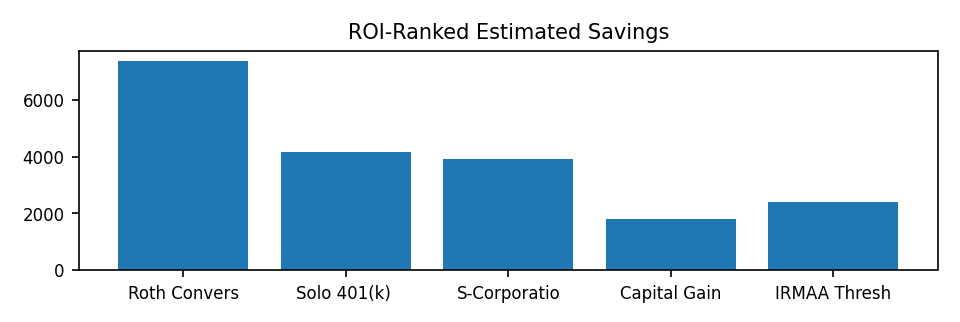 ROI-Ranked Estimated Savings
6000
4000
2000
0
Roth Convers Solo 401(k) S-Corporatio Capital Gain IRMAA Thresh